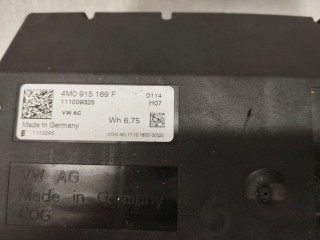 4M0 915 169 F
0114
111009326
H07
VW AG
Made in Germany
Wh 6,75
VW AG
Made in Germany